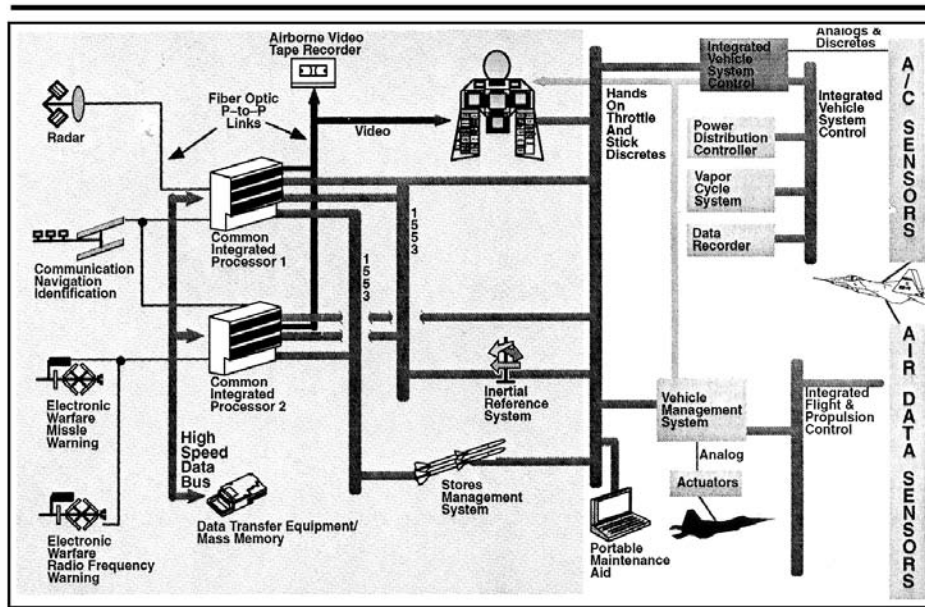 Airborne Video
Tape Recorder
Fiber Optic
P–to–P
Links
Radar
Video
Hands
On
Throttle
And
Stick
Discretes
Integrated
Vehicle
System
Control
Analogs &
Discretes
Integrated
Vehicle System
Control
Power
Distribution
Controller
Vapor
Cycle
System
Data
Recorder
A/C SENSORS
Common
Integrated
Processor 1
1553
1553
Communication
Navigation
Identification
Common
Integrated
Processor 2
Electronic
Warfare
Missle
Warning
High
Speed
Data
Bus
Inertial
Reference
System
Vehicle
Management
System
Integrated
Flight &
Propulsion
Control
AIR DATA SENSORS
Analog
Actuators
Stores
Management
System
Data Transfer Equipment/
Mass Memory
Electronic
Warfare
Radio Frequency
Warning
Portable
Maintenance
Aid